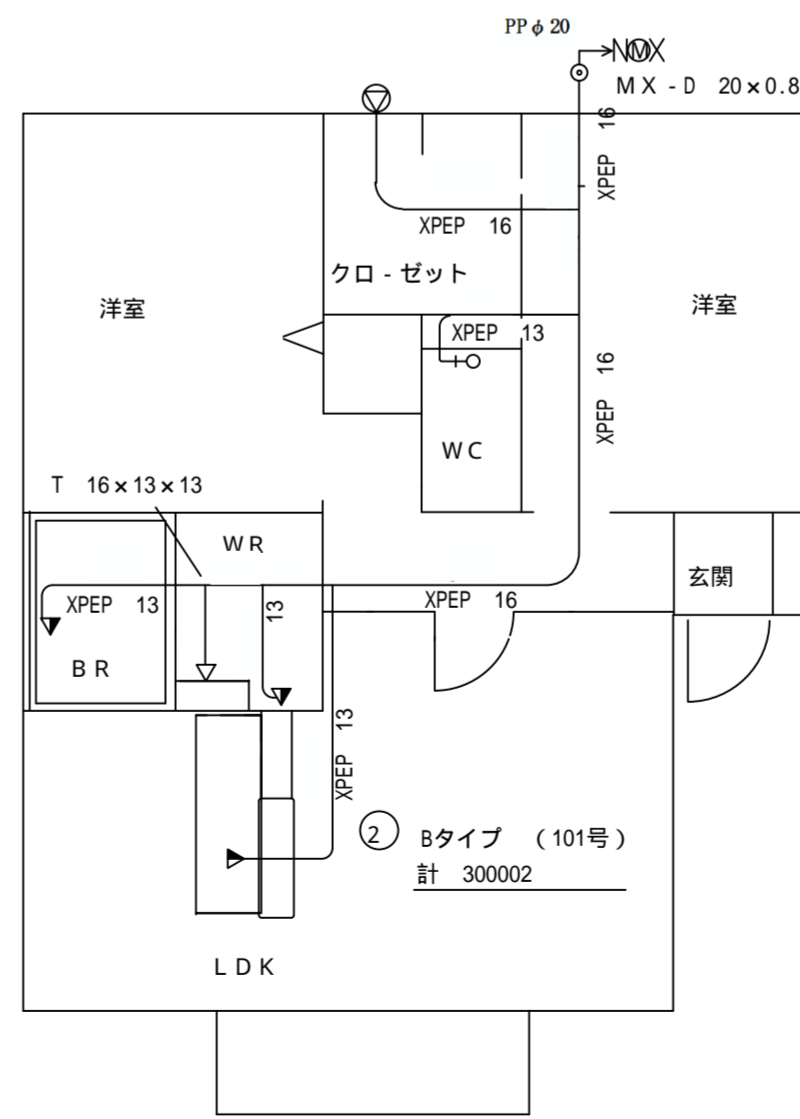 PPφ20
MX-D 20×0.8
XPEP 16
XPEP 16
クロ-ゼット
洋室
洋室
XPEP 13
XPEP 16
WC
T 16×13×13
WR
玄関
XPEP 13
13
XPEP 16
BR
XPEP 13
2
Bタイプ （101号）
計 300002
LDK